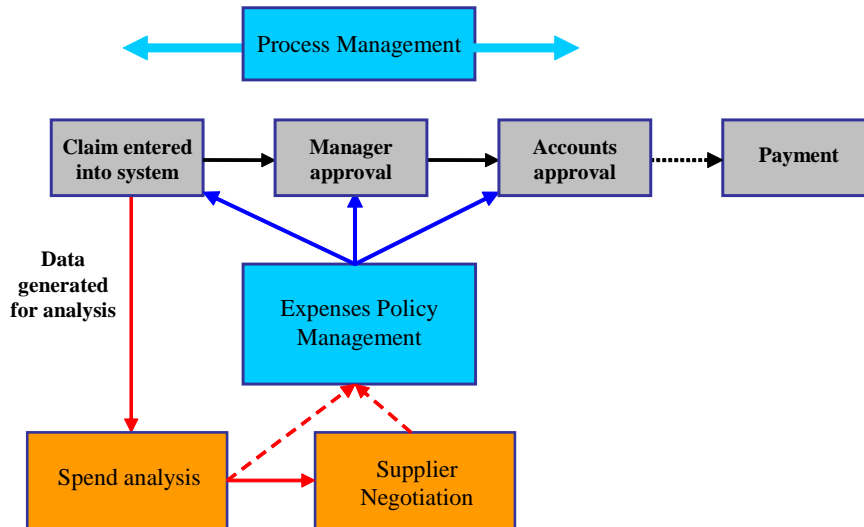 Process Management
Claim entered
into system
Manager
approval
Accounts
approval
Payment
Data
generated
for analysis
Expenses Policy
Management
Spend analysis
Supplier
Negotiation